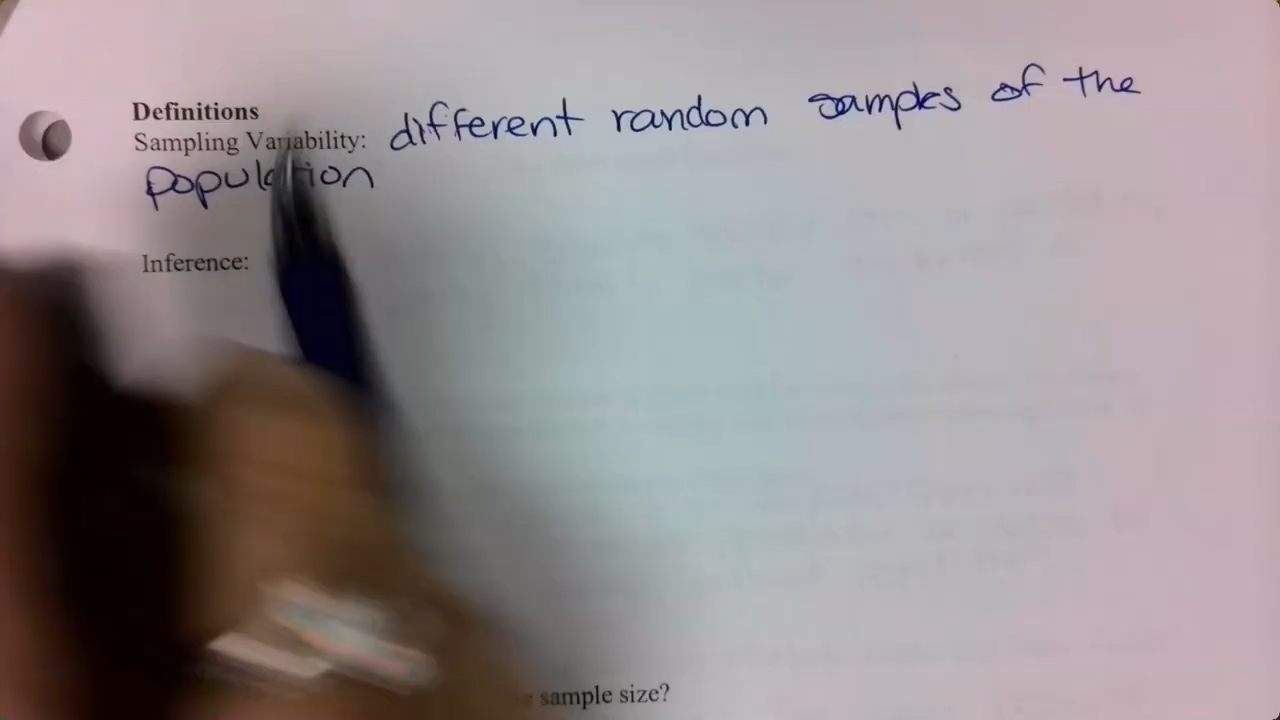 Definitions
Sampling Variability: different random samples of the
population
Inference:
sample size?